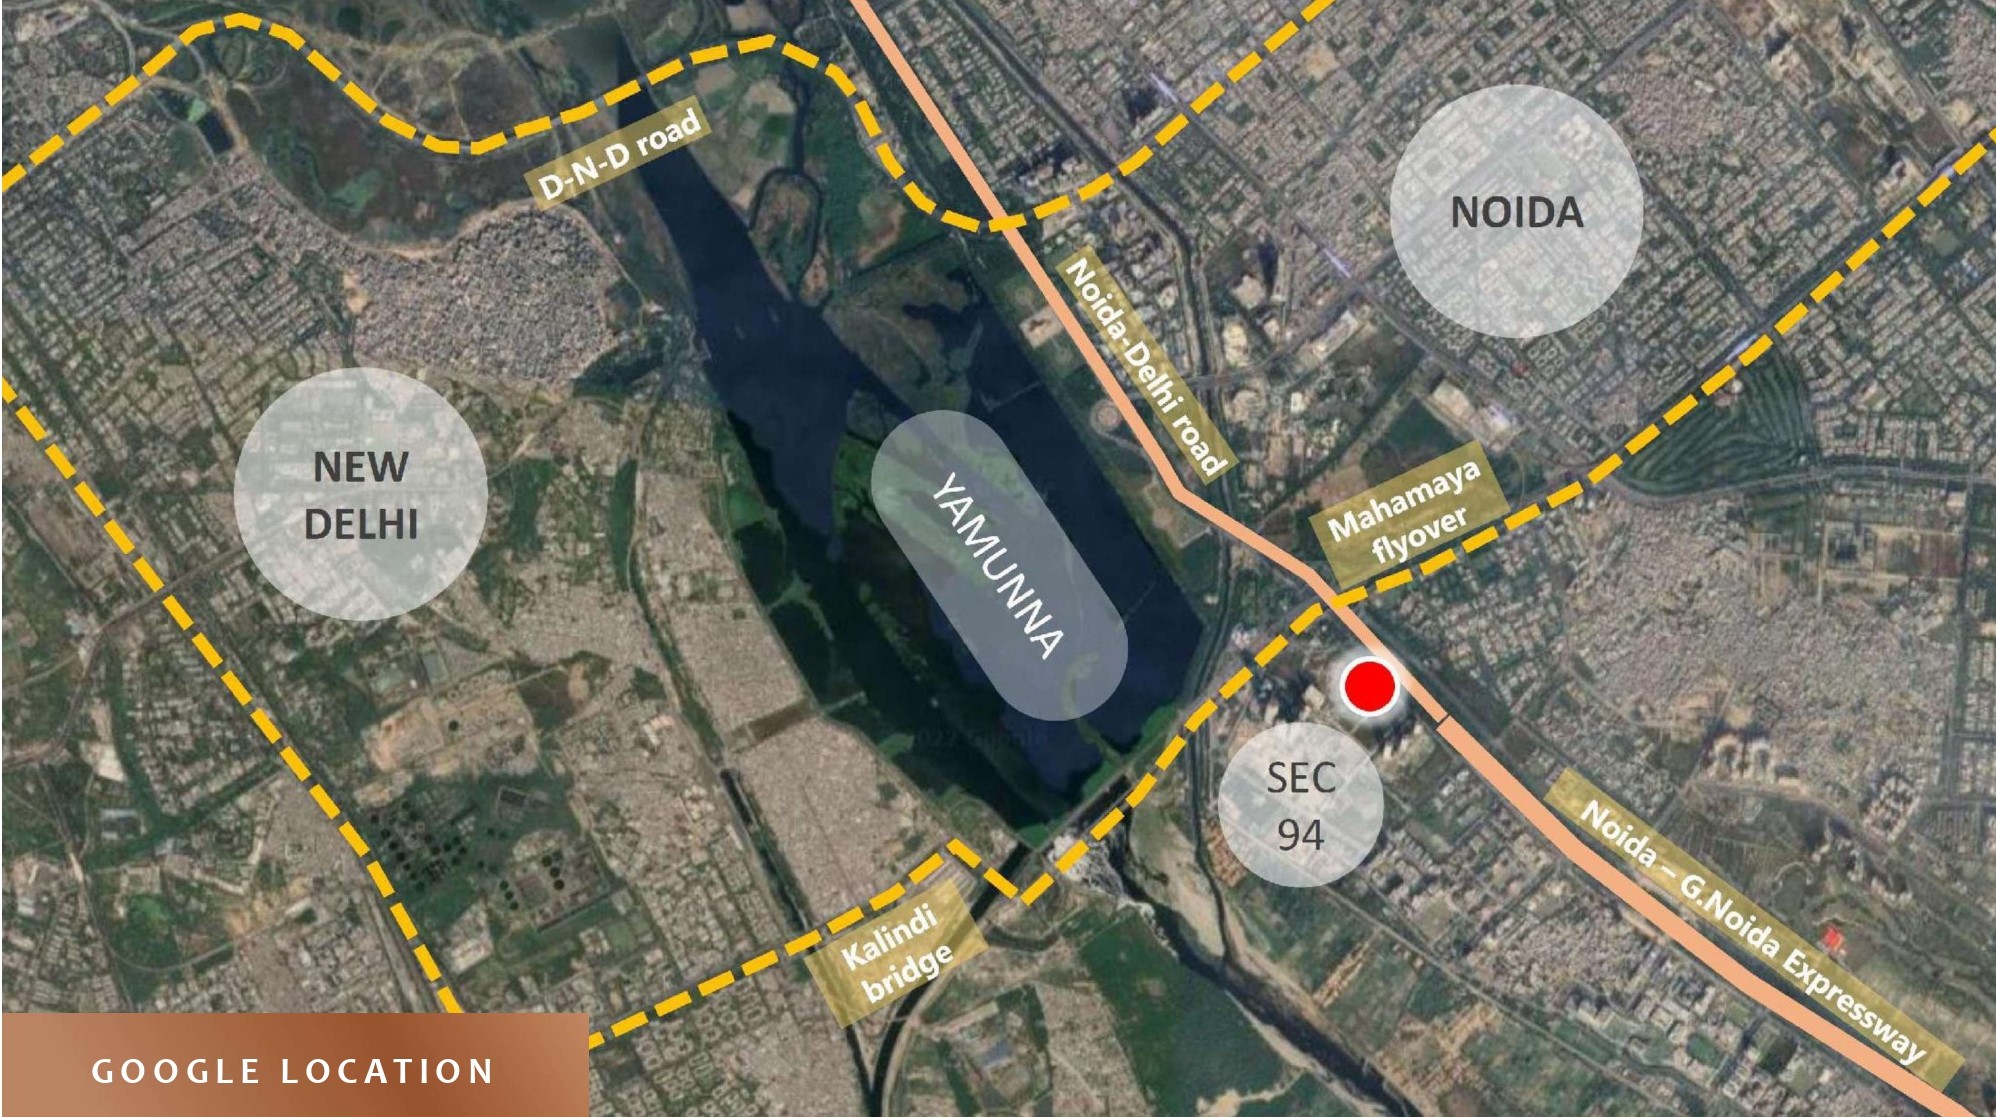 D-N-D road
NOIDA
Noida-Delhi road
NEW
DELHI
YAMUNNA
Mahamaya
flyover
SEC
94
Noida – G.Noida Expressway
Kalindi
bridge
GOOGLE LOCATION